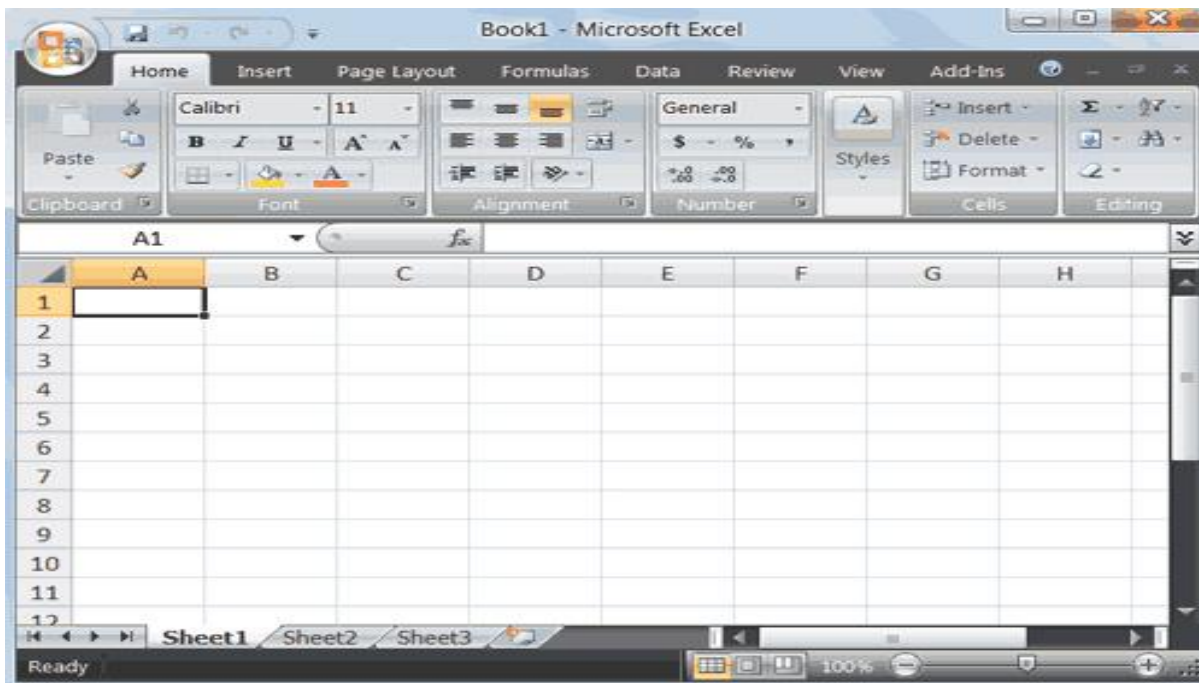 Book1 - Microsoft Excel
Home Insert Page Layout Formulas Data Review View Add-Ins
Calibri 11 General Insert
Paste B I U A A $ % , Styles Delete
A Format
Clipboard Font Alignment Number Cells Editing
A1 fx
A B C D E F G H
1
2
3
4
5
6
7
8
9
10
11
12
Sheet1 Sheet2 Sheet3
Ready 100%